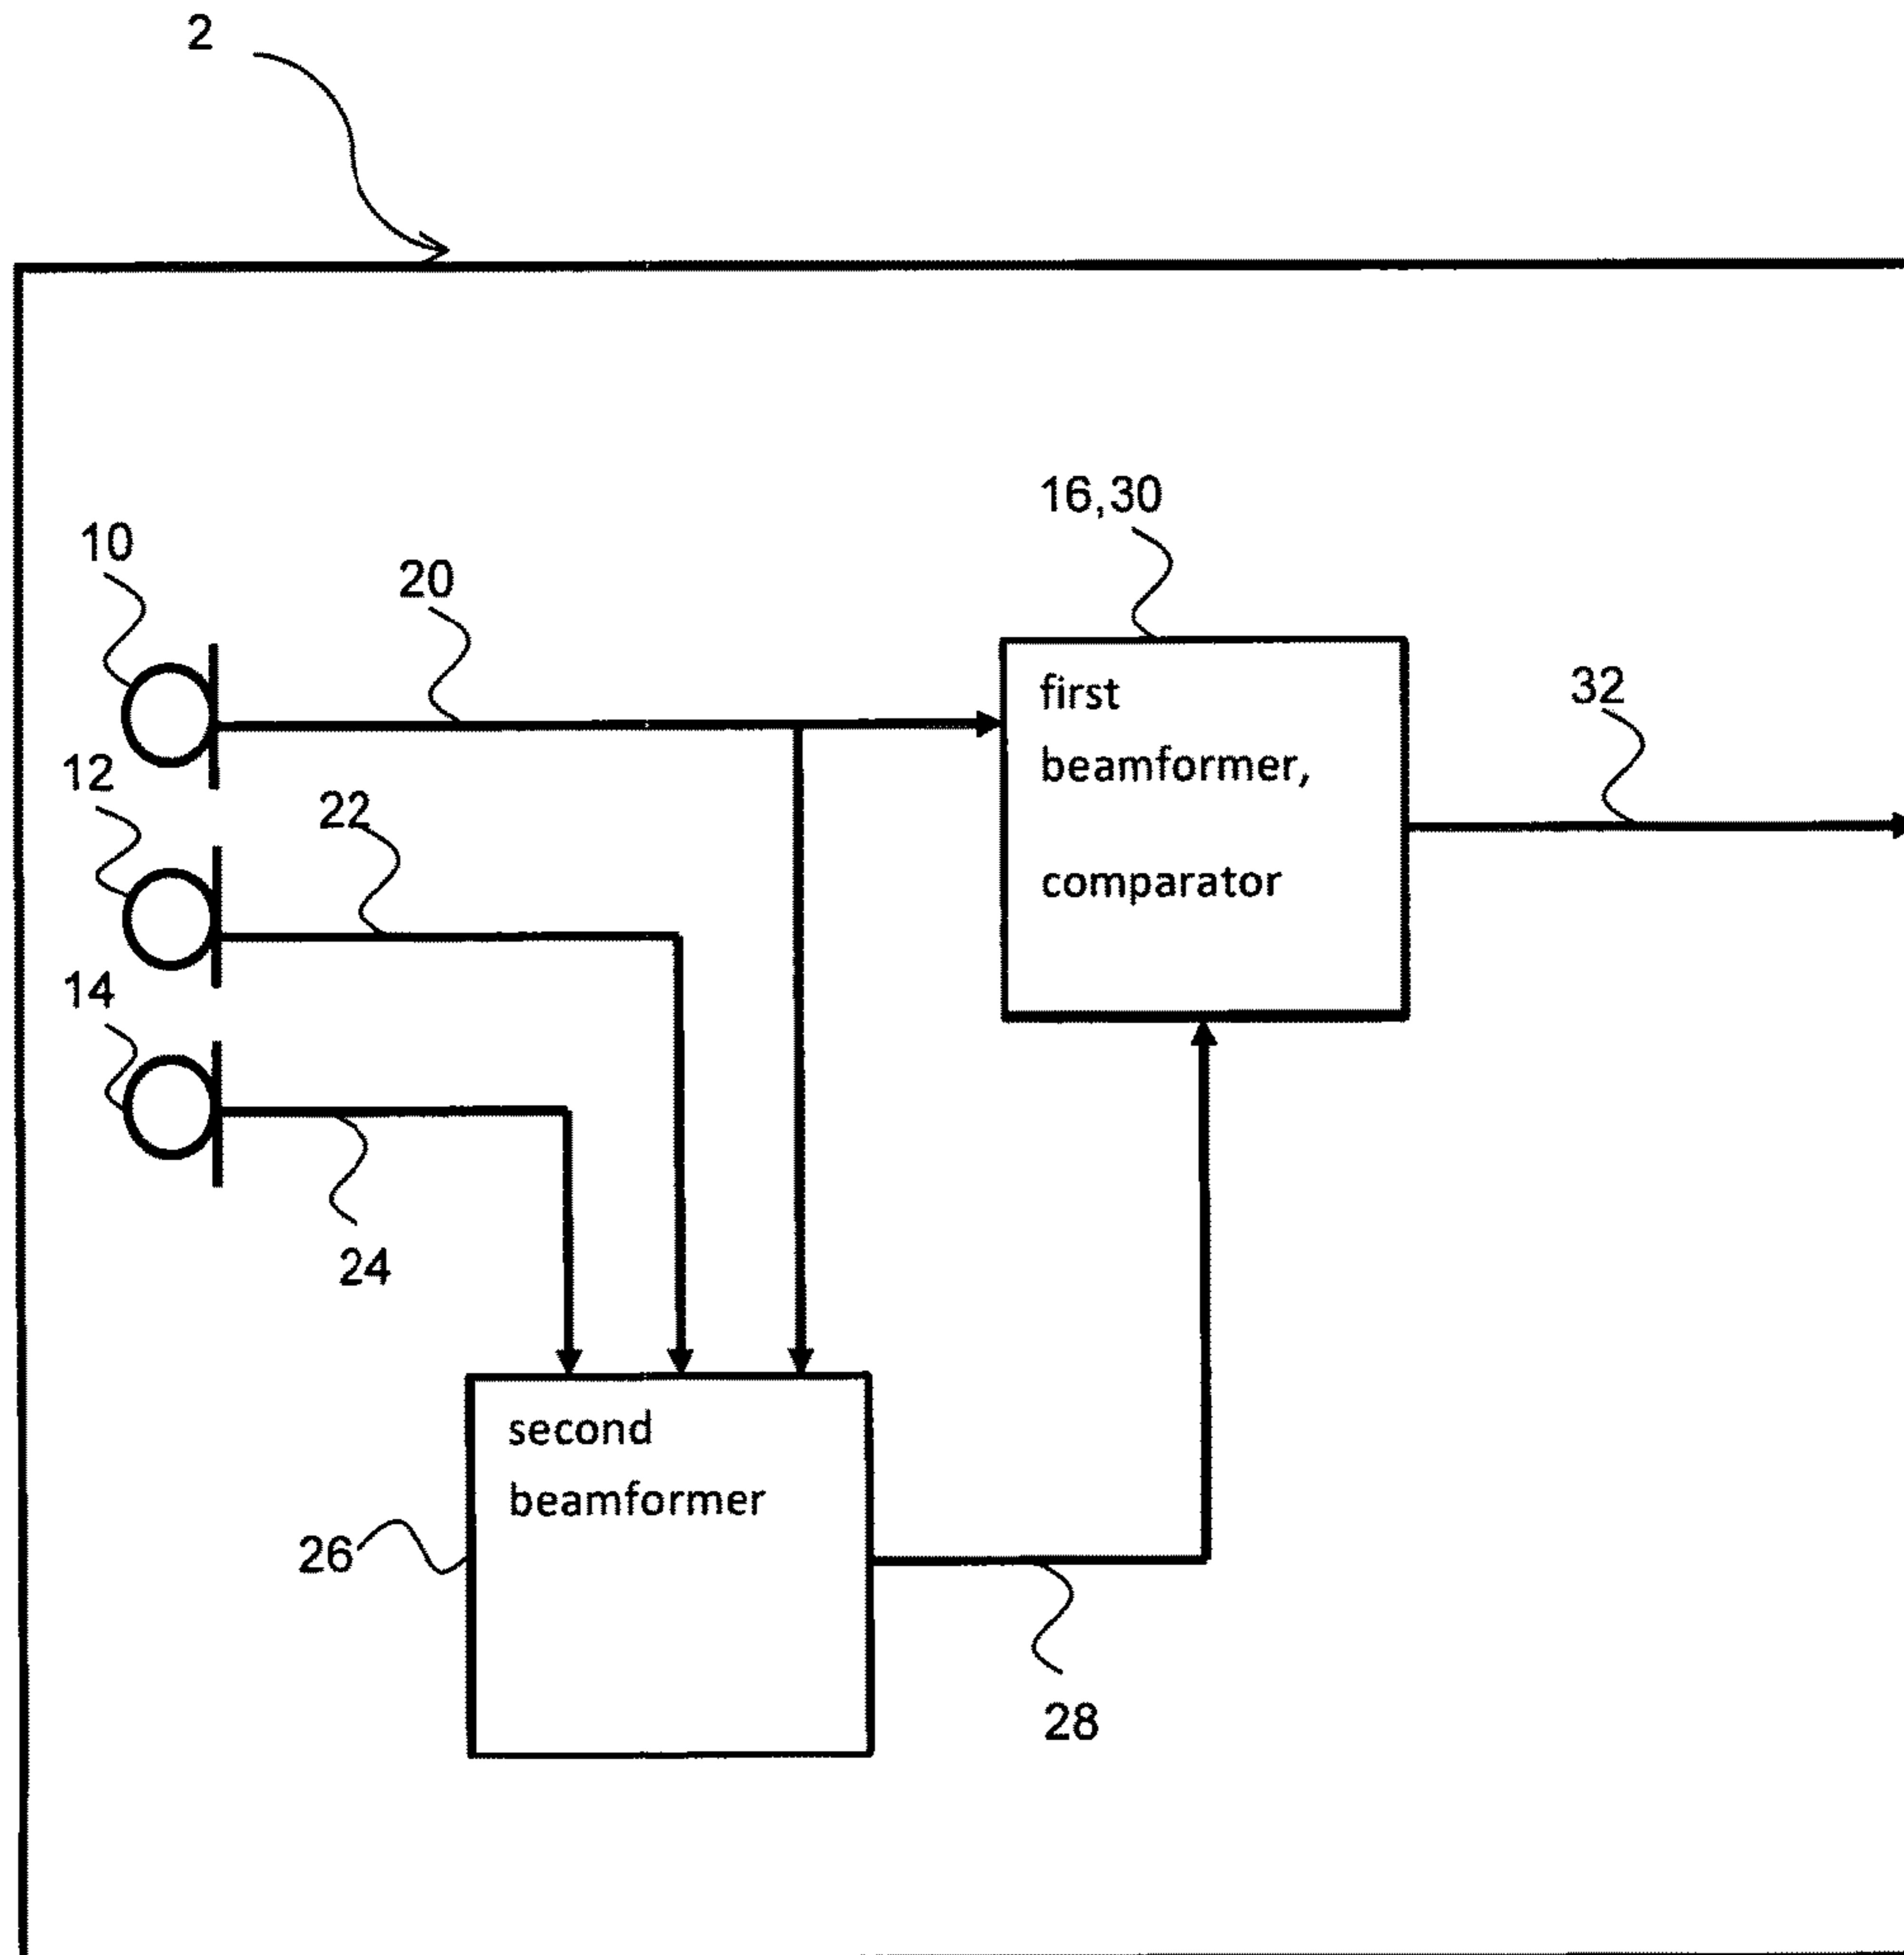 2
16,30
10
20
first
32
beamformer,
12
22
comparator
14
24
second
beamformer
26
28